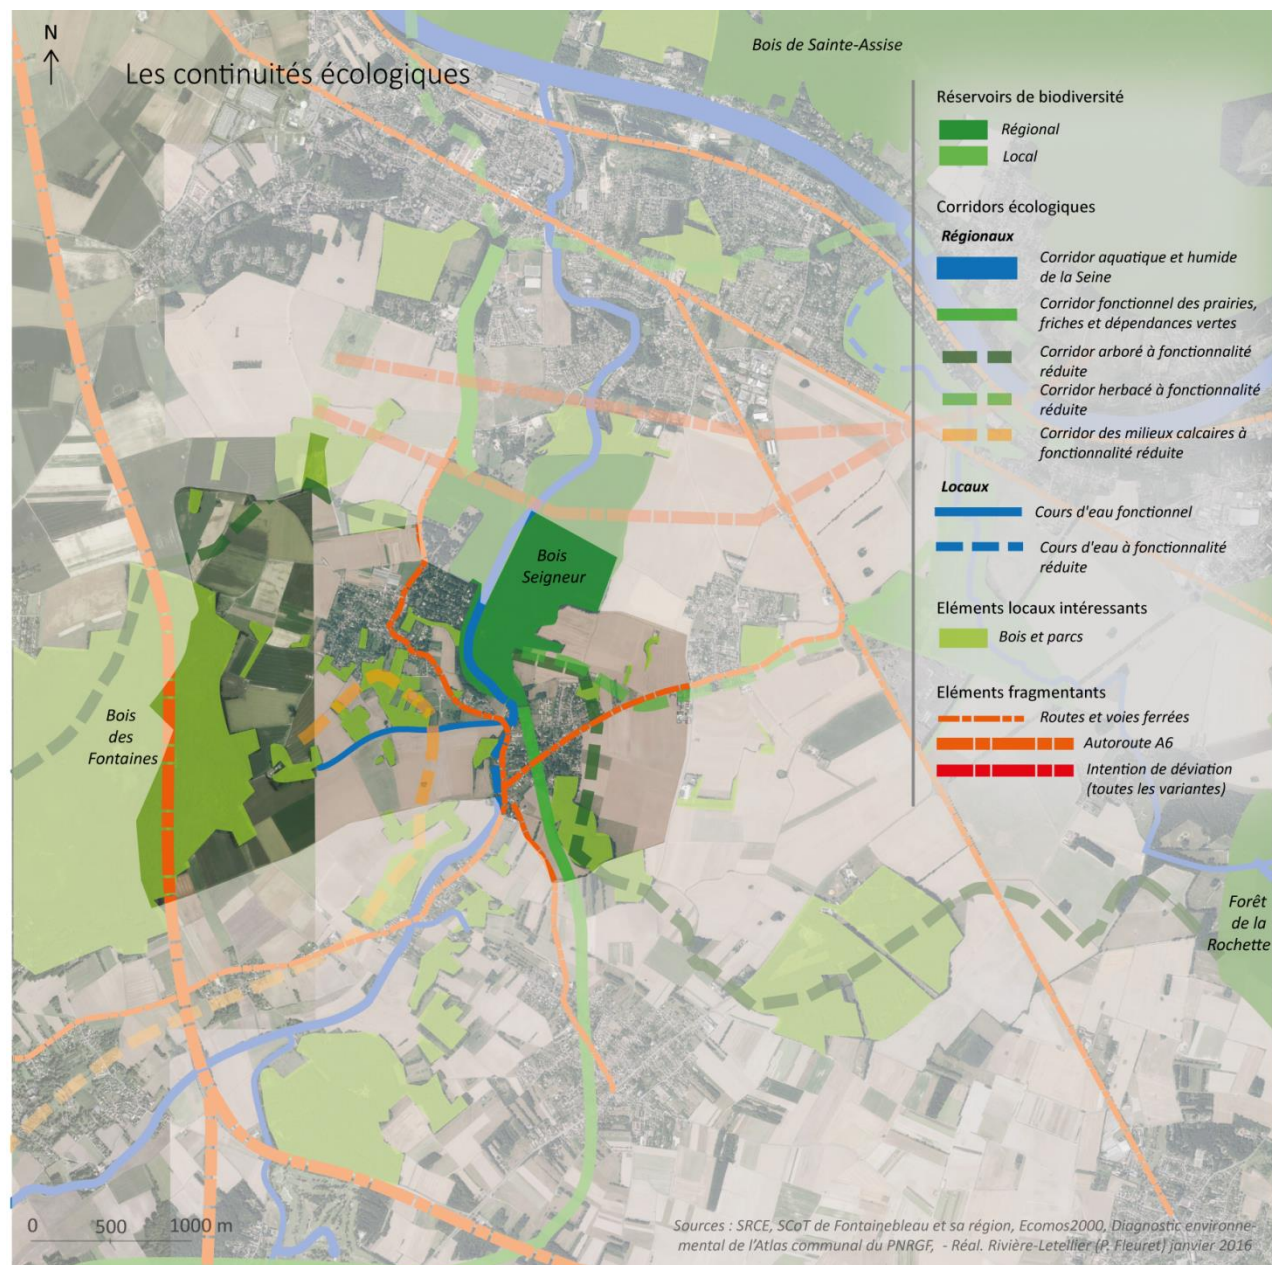 N
Les continuités écologiques
Bois de Sainte-Assise
Réservoirs de biodiversité
Régional
Local
Corridors écologiques
Régionaux
Corridor aquatique et humide
de la Seine
Corridor fonctionnel des prairies,
friches et dépendances vertes
Corridor arboré à fonctionnalité
réduite
Corridor herbacé à fonctionnalité
réduite
Corridor des milieux calcaires à
fonctionnalité réduite
Locaux
Cours d'eau fonctionnel
Cours d'eau à fonctionnalité
réduite
Eléments locaux intéressants
Bois et parcs
Eléments fragmentants
Routes et voies ferrées
Autoroute A6
Intention de déviation
(toutes les variantes)
Bois
Seigneur
Bois
des
Fontaines
Forêt
de la
Rochette
0 500 1000 m
Sources : SRCE, SCoT de Fontainebleau et sa région, Ecomos2000, Diagnostic environne-
mental de l'Atlas communal du PNRGF, - Réal. Rivière-Letellier (P. Fleuret) janvier 2016